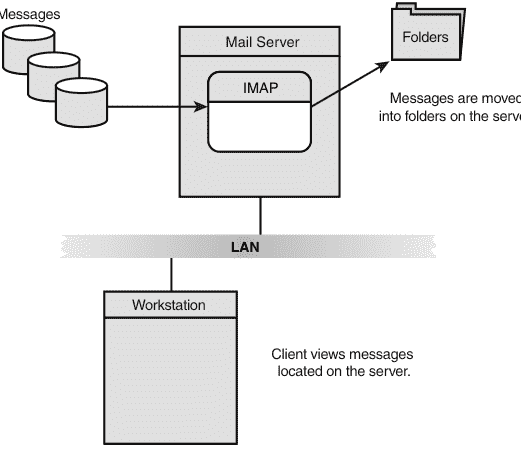 Messages
Mail Server
Folders
IMAP
Messages are moved
into folders on the serve
LAN
Workstation
Client views messages
located on the server.